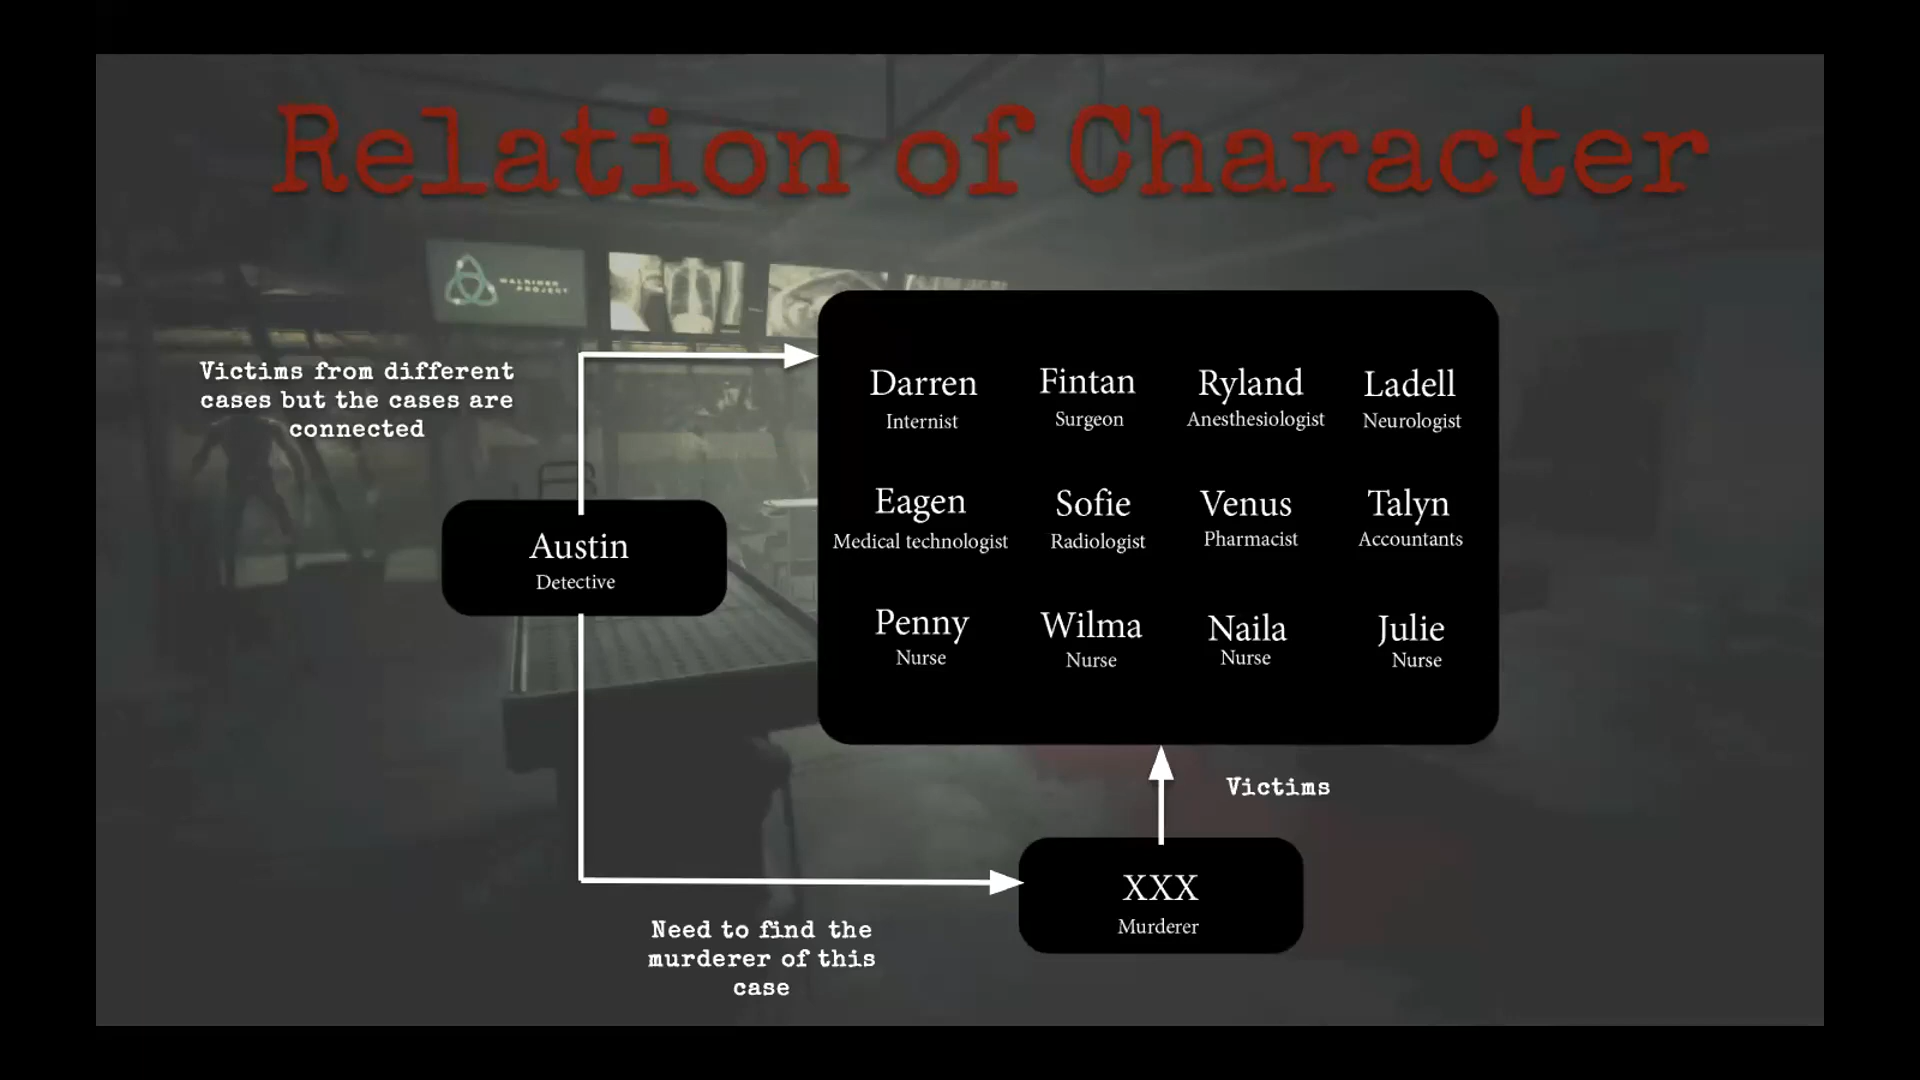 Relation of Character
PROJECT
Victims from different
cases but the cases are
connected
Austin
Detective
Darren
Internist
Fintan
Surgeon
Ryland
Anesthesiologist
Ladell
Neurologist
Eagen
Medical technologist
Sofie
Radiologist
Venus
Pharmacist
Talyn
Accountants
Penny
Nurse
Wilma
Nurse
Naila
Nurse
Julie
Nurse
Victims
XXX
Murderer
Need to find the
murderer of this
case